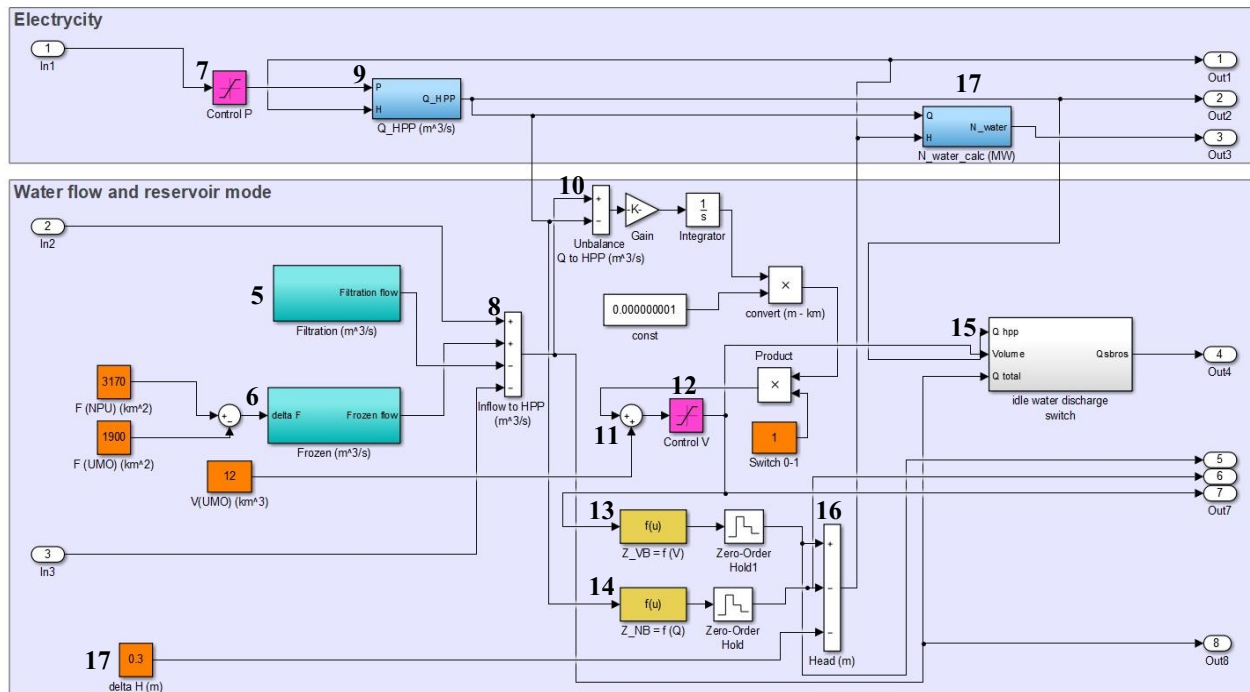 Electrycity
1
In1
7
Control P
9
P
H
Q_HPP
Q_HPP (m^3/s)
17
Q
H
N_water
N_water_calc (MW)
1
Out1
2
Out2
3
Out3
Water flow and reservoir mode
2
In2
5
Filtration flow
Filtration (m^3/s)
3170
F (NPU) (km^2)
1900
F (UMO) (km^2)
+
−
6
delta F
Frozen flow
Frozen (m^3/s)
12
V(UMO) (km^3)
3
In3
17
0.3
delta H (m)
8
+
+
−
−
Inflow to HPP
(m^3/s)
10
+
−
Unbalance
Q to HPP (m^3/s)
-K-
Gain
1
s
Integrator
0.000000001
const
×
convert (m - km)
Product
×
1
Switch 0-1
11
+
+
12
Control V
13
f(u)
Z_VB = f (V)
Zero-Order
Hold1
14
f(u)
Z_NB = f (Q)
Zero-Order
Hold
16
+
−
−
Head (m)
15
Q hpp
Volume
Q total
Qsbros
idle water discharge
switch
4
Out4
5
6
7
Out7
8
Out8